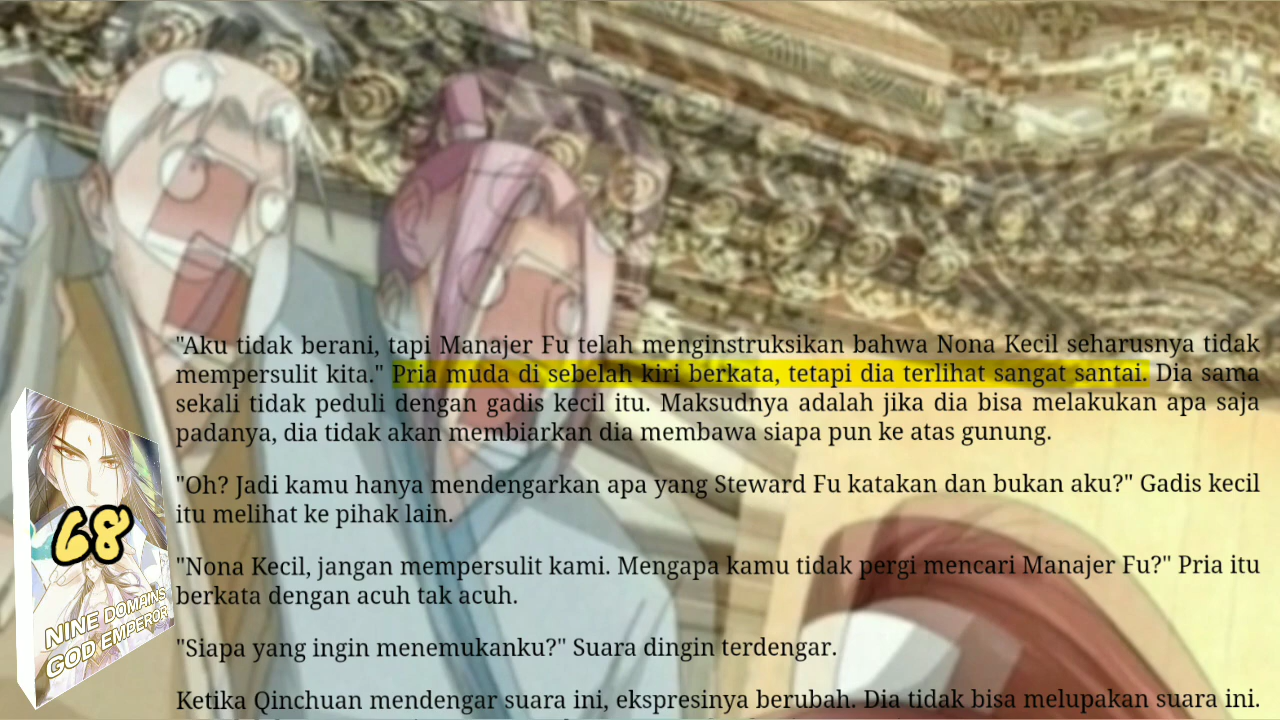 "Aku tidak berani, tapi Manajer Fu telah menginstruksikan bahwa Nona Kecil seharusnya tidak
mempersulit kita." Pria muda di sebelah kiri berkata, tetapi dia terlihat sangat santai. Dia sama
sekali tidak peduli dengan gadis kecil itu. Maksudnya adalah jika dia bisa melakukan apa saja
padanya, dia tidak akan membiarkan dia membawa siapa pun ke atas gunung.
"Oh? Jadi kamu hanya mendengarkan apa yang Steward Fu katakan dan bukan aku?" Gadis kecil
itu melihat ke pihak lain.
"Nona Kecil, jangan mempersulit kami. Mengapa kamu tidak pergi mencari Manajer Fu?" Pria itu
berkata dengan acuh tak acuh.
"Siapa yang ingin menemukanku?" Suara dingin terdengar.
Ketika Qinchuan mendengar suara ini, ekspresinya berubah. Dia tidak bisa melupakan suara ini.
68
NINE DOMAINS
GOD EMPEROR